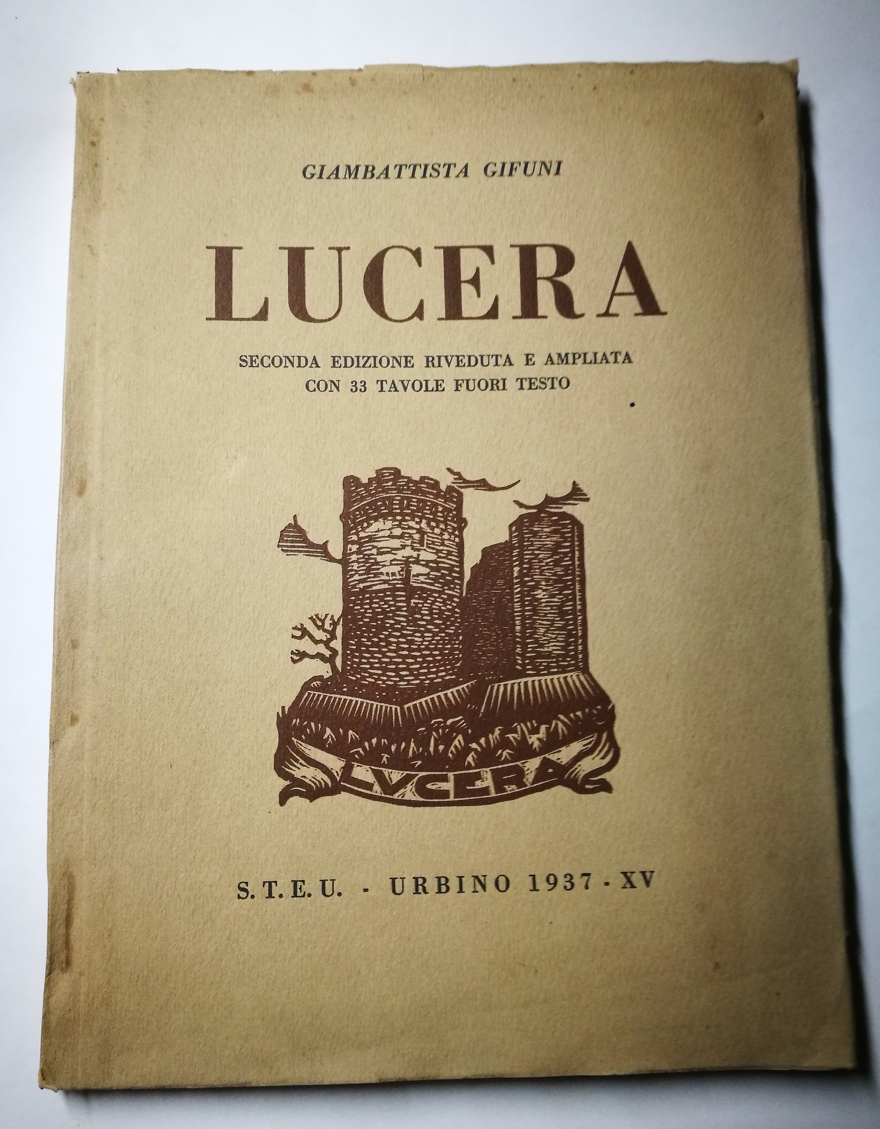 GIAMBATTISTA GIFUNI
LUCERA
SECONDA EDIZIONE RIVEDUTA E AMPLIATA
CON 33 TAVOLE FUORI TESTO
LVCERA
S.T.E.U. - URBINO 1937 - XV